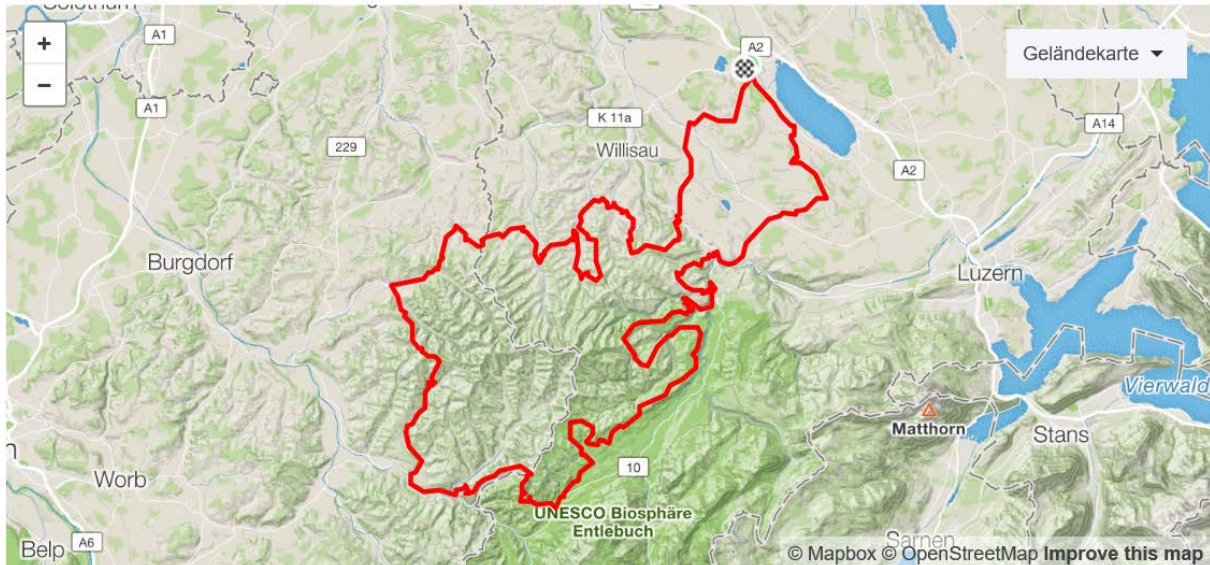 A1
A2
+
−
Geländekarte
A1
K 11a
A14
229
Willisau
A2
Burgdorf
Luzern
Vierwald
Matthorn
Stans
10
Worb
UNESCO Biosphäre
Entlebuch
Belp
A6
Sarnen
© Mapbox © OpenStreetMap Improve this map